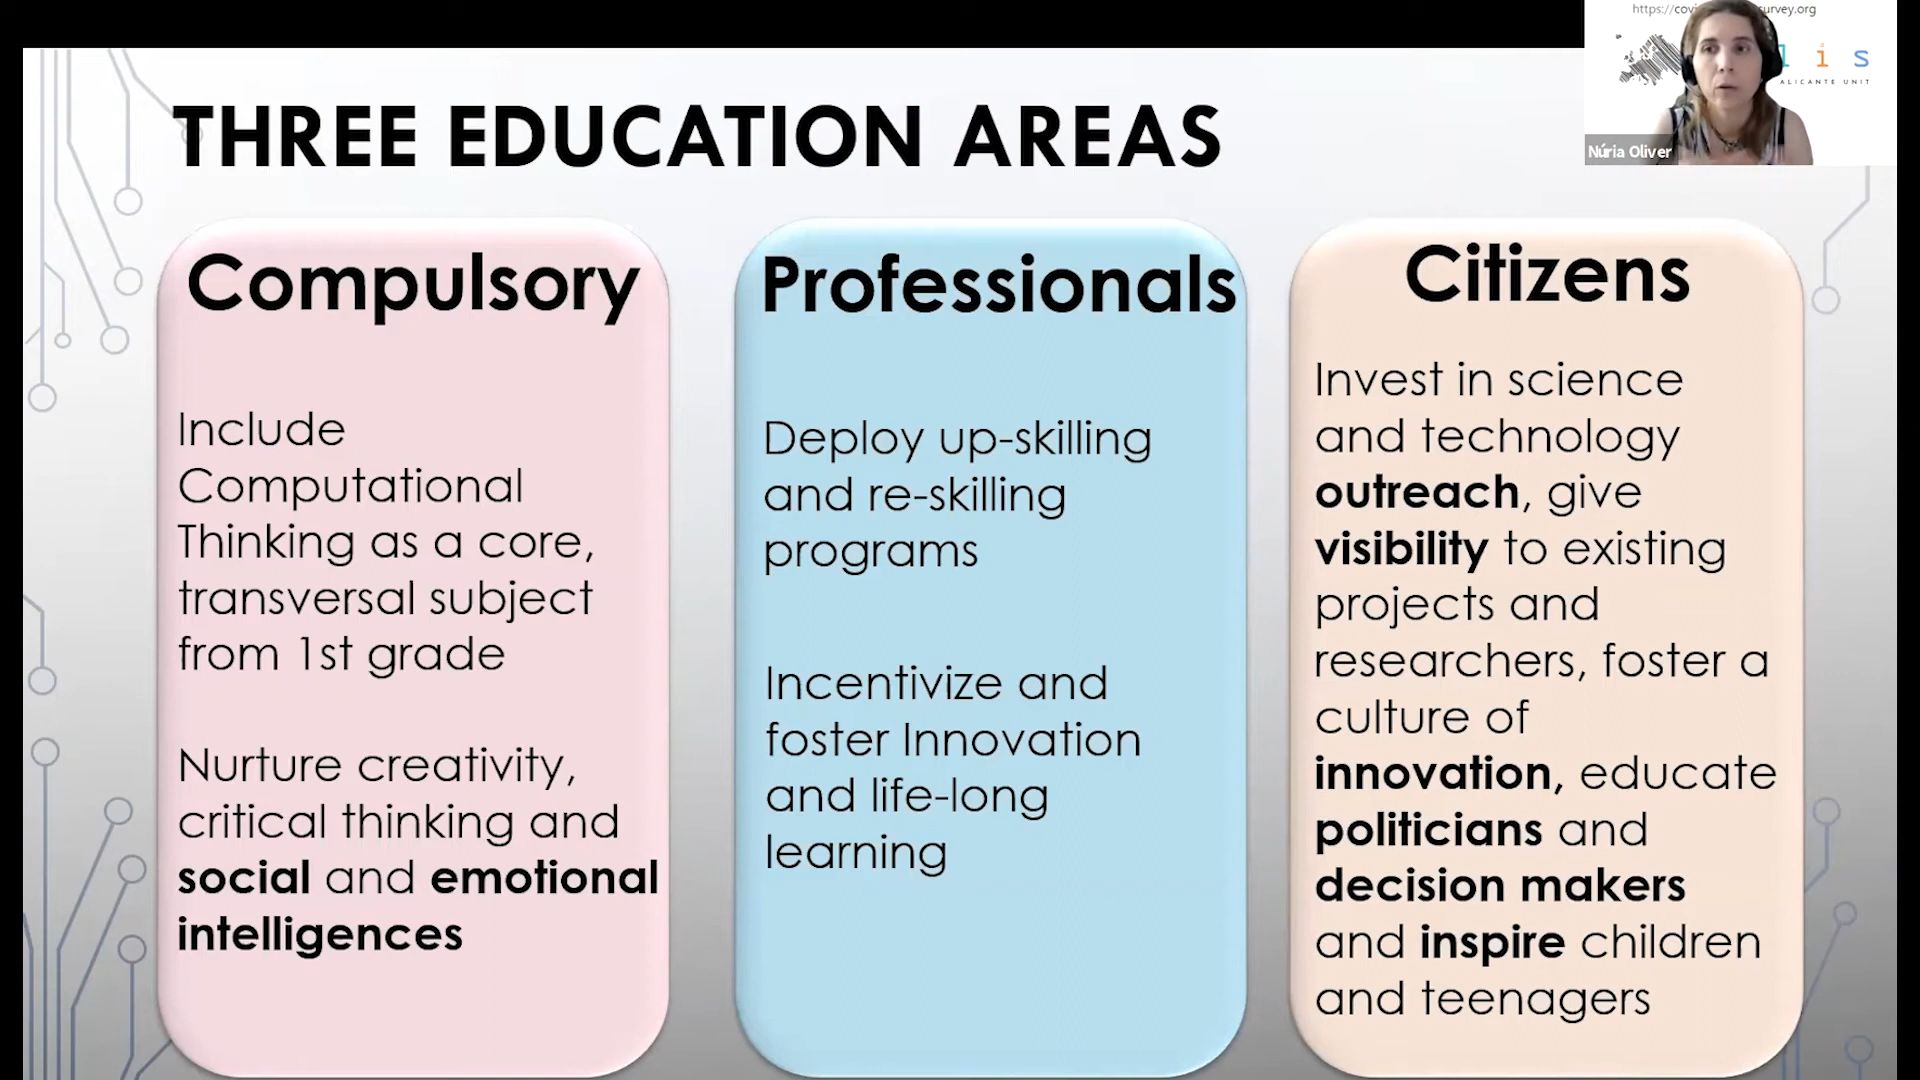 THREE EDUCATION AREAS
Compulsory
Include
Computational
Thinking as a core,
transversal subject
from 1st grade
Nurture creativity,
critical thinking and
social and emotional
intelligences
Professionals
Deploy up-skilling
and re-skilling
programs
Incentivize and
foster Innovation
and life-long
learning
Citizens
Invest in science
and technology
outreach, give
visibility to existing
projects and
researchers, foster a
culture of
innovation, educate
politicians and
decision makers
and inspire children
and teenagers
lis
ALICANTE UNIT
Núria Oliver